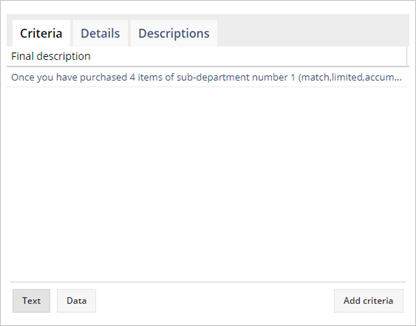 Criteria Details Descriptions
Final description
Once you have purchased 4 items of sub-department number 1 (match,limited,accum...
Text Data Add criteria